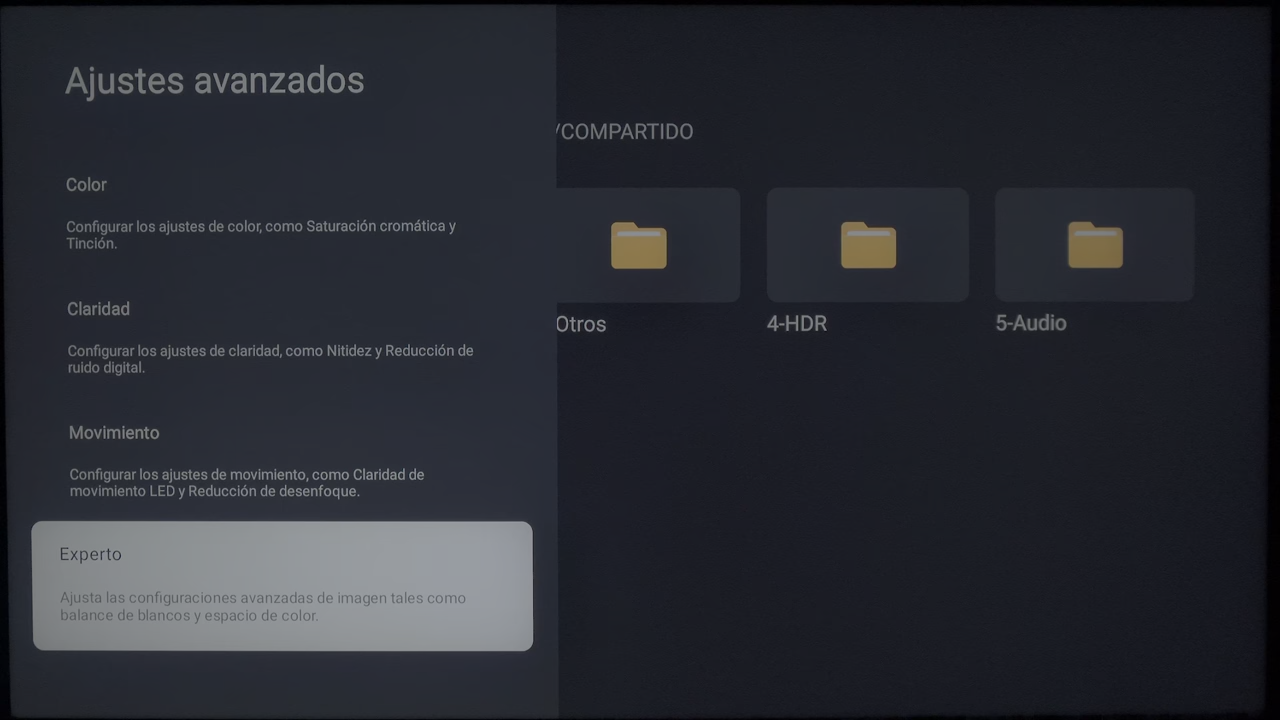 Ajustes avanzados
/COMPARTIDO
Color
Configurar los ajustes de color, como Saturación cromática y
Tinción.
Claridad
Configurar los ajustes de claridad, como Nitidez y Reducción de
ruido digital.
Movimiento
Configurar los ajustes de movimiento, como Claridad de
movimiento LED y Reducción de desenfoque.
Experto
Ajusta las configuraciones avanzadas de imagen tales como
balance de blancos y espacio de color.
Otros
4-HDR
5-Audio